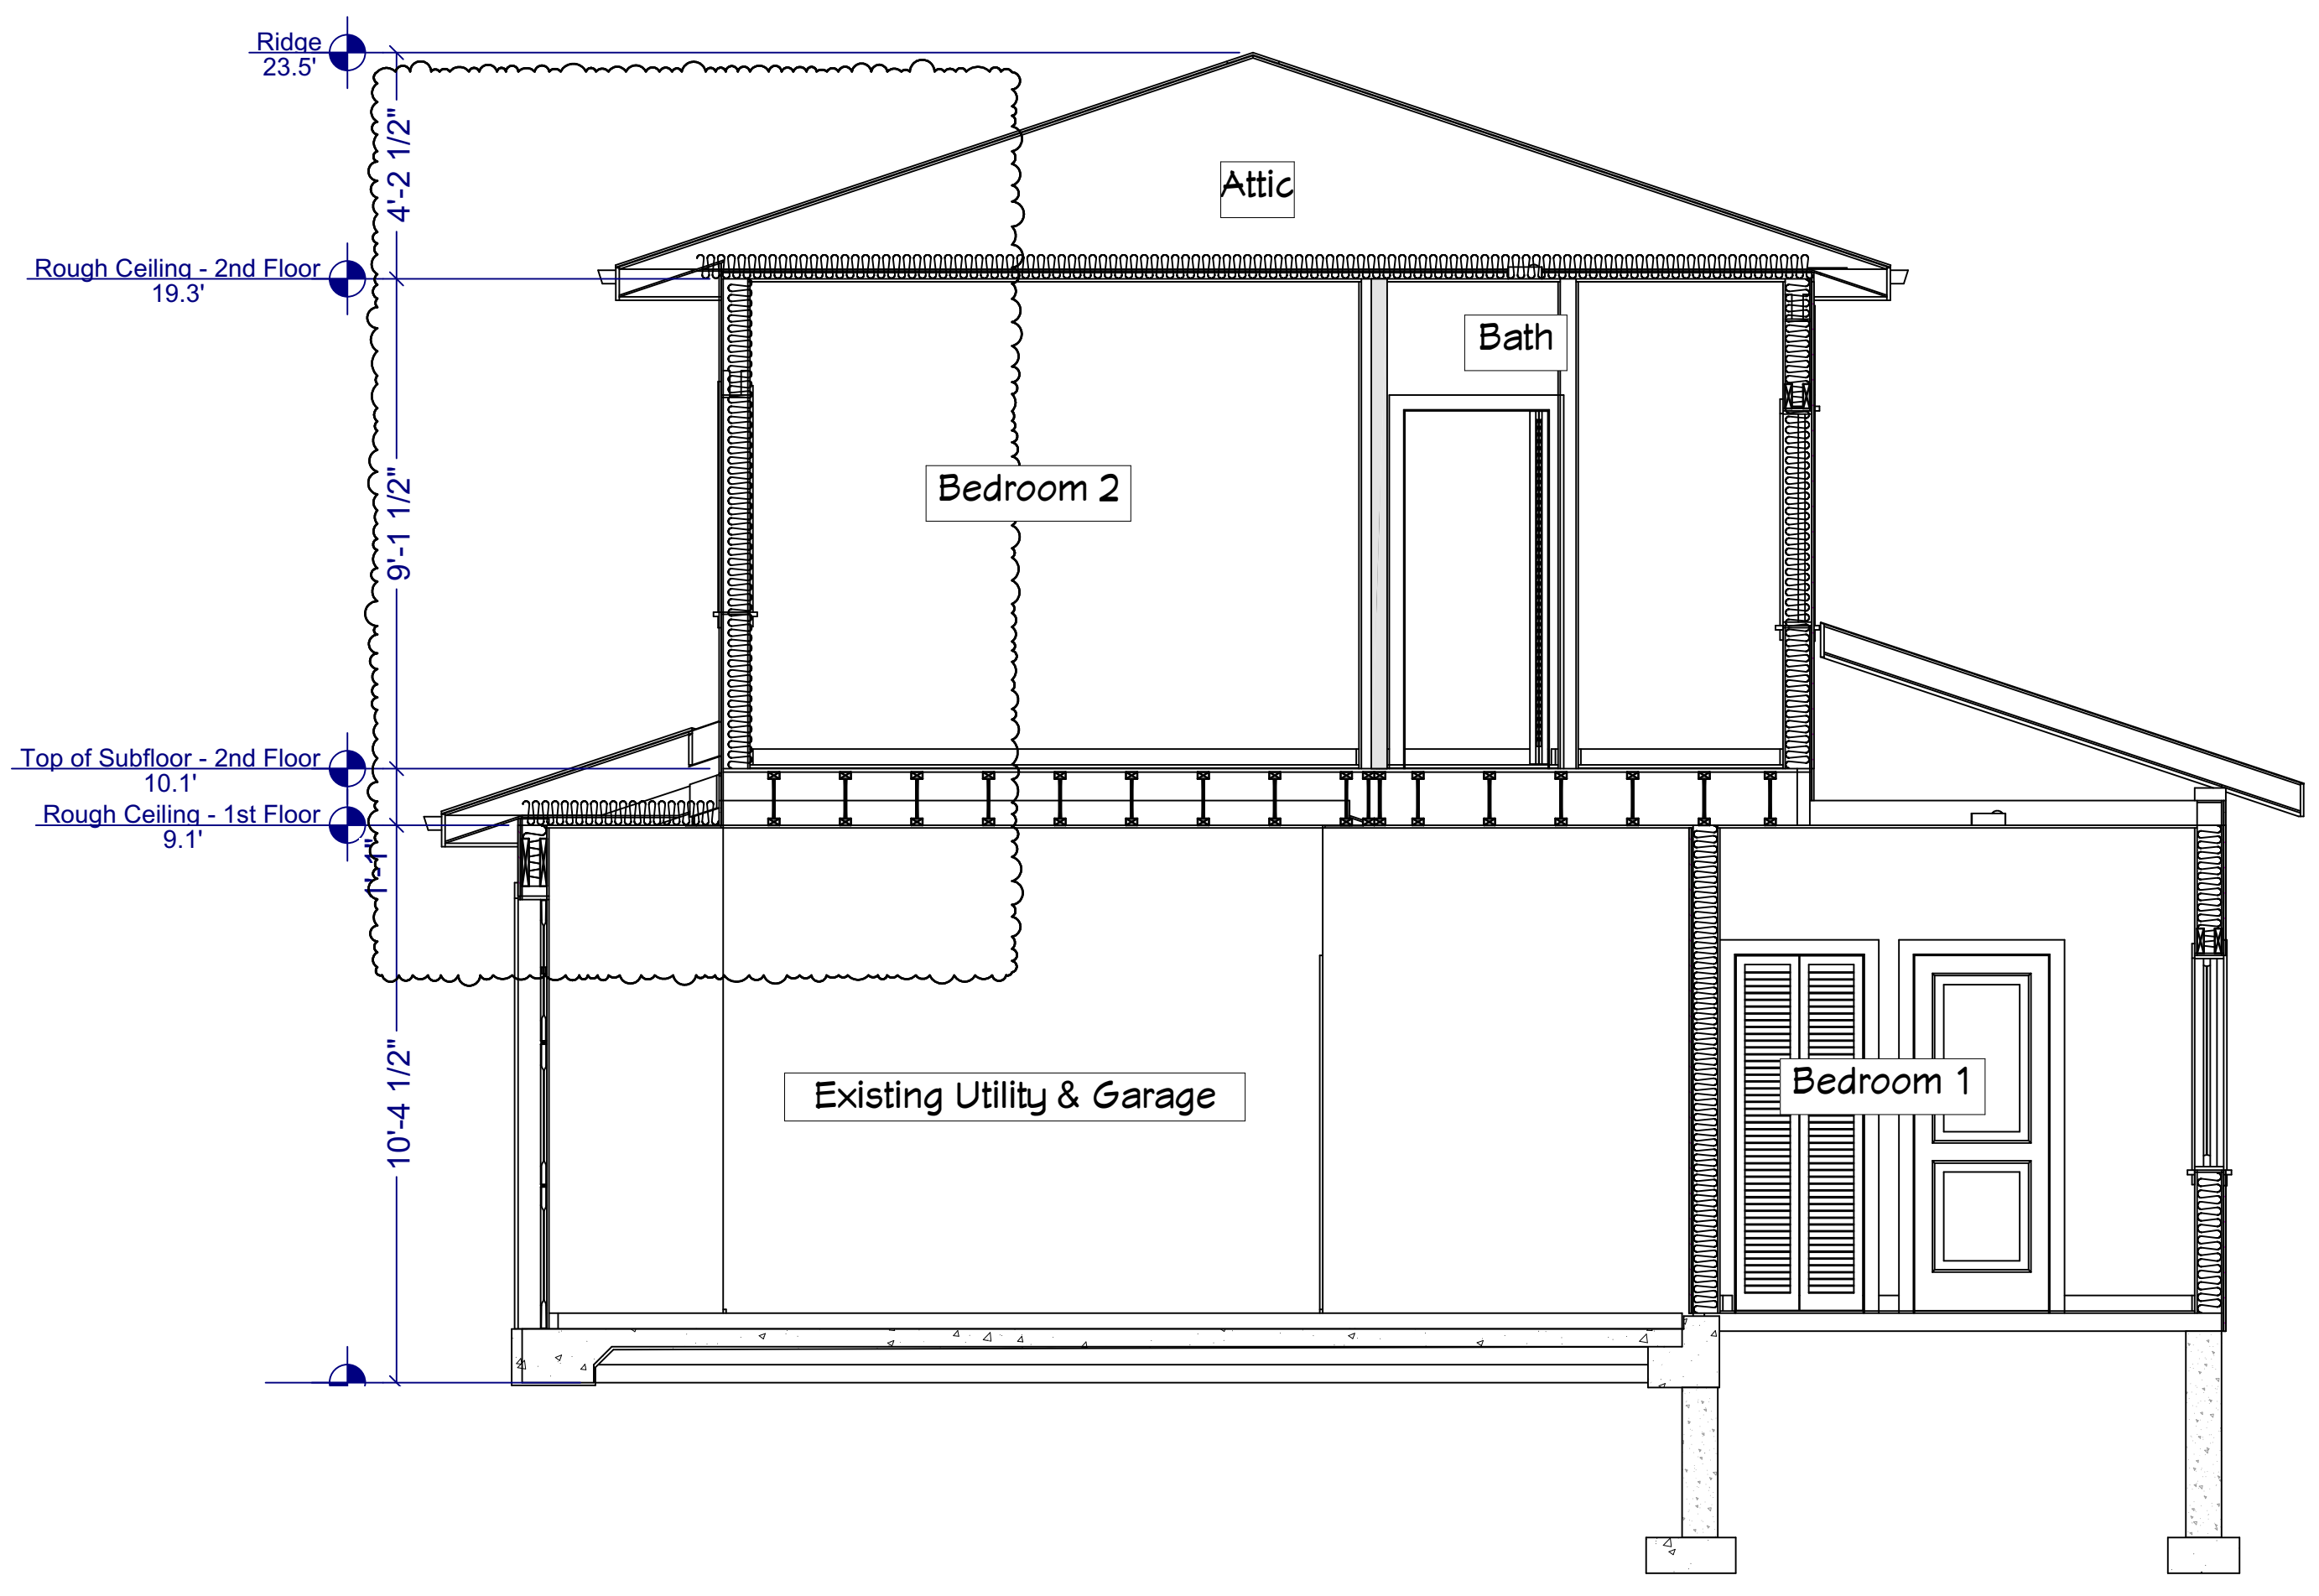 Ridge
23.5'
4'-2 1/2"
Attic
Rough Ceiling - 2nd Floor
19.3'
Bath
9'-1 1/2"
Bedroom 2
Top of Subfloor - 2nd Floor
10.1'
Rough Ceiling - 1st Floor
9.1'
1'-1"
10'-4 1/2"
Existing Utility & Garage
Bedroom 1